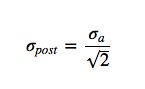 σ_post = σ_a / √2